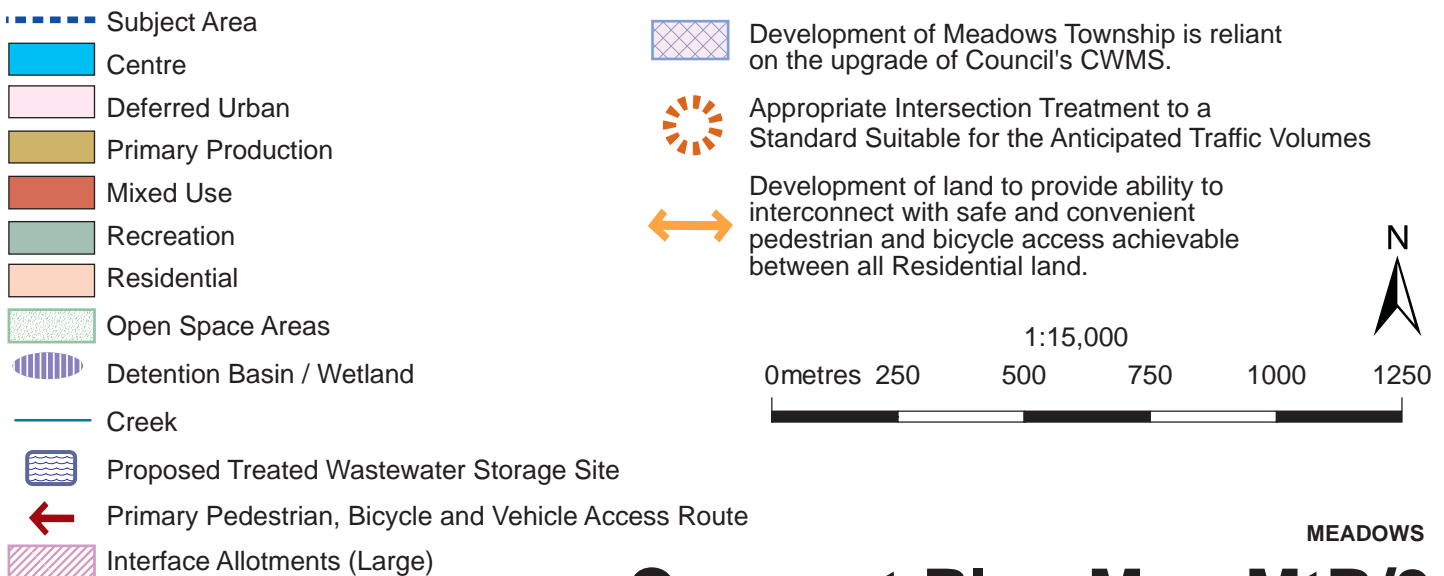 Subject Area
Centre
Deferred Urban
Primary Production
Mixed Use
Recreation
Residential
Open Space Areas
Detention Basin / Wetland
Creek
Proposed Treated Wastewater Storage Site
Primary Pedestrian, Bicycle and Vehicle Access Route
Interface Allotments (Large)
Development of Meadows Township is reliant
on the upgrade of Council's CWMS.
Appropriate Intersection Treatment to a
Standard Suitable for the Anticipated Traffic Volumes
Development of land to provide ability to
interconnect with safe and convenient
pedestrian and bicycle access achievable
between all Residential land.
N
1:15,000
0metres 250 500 750 1000 1250
MEADOWS